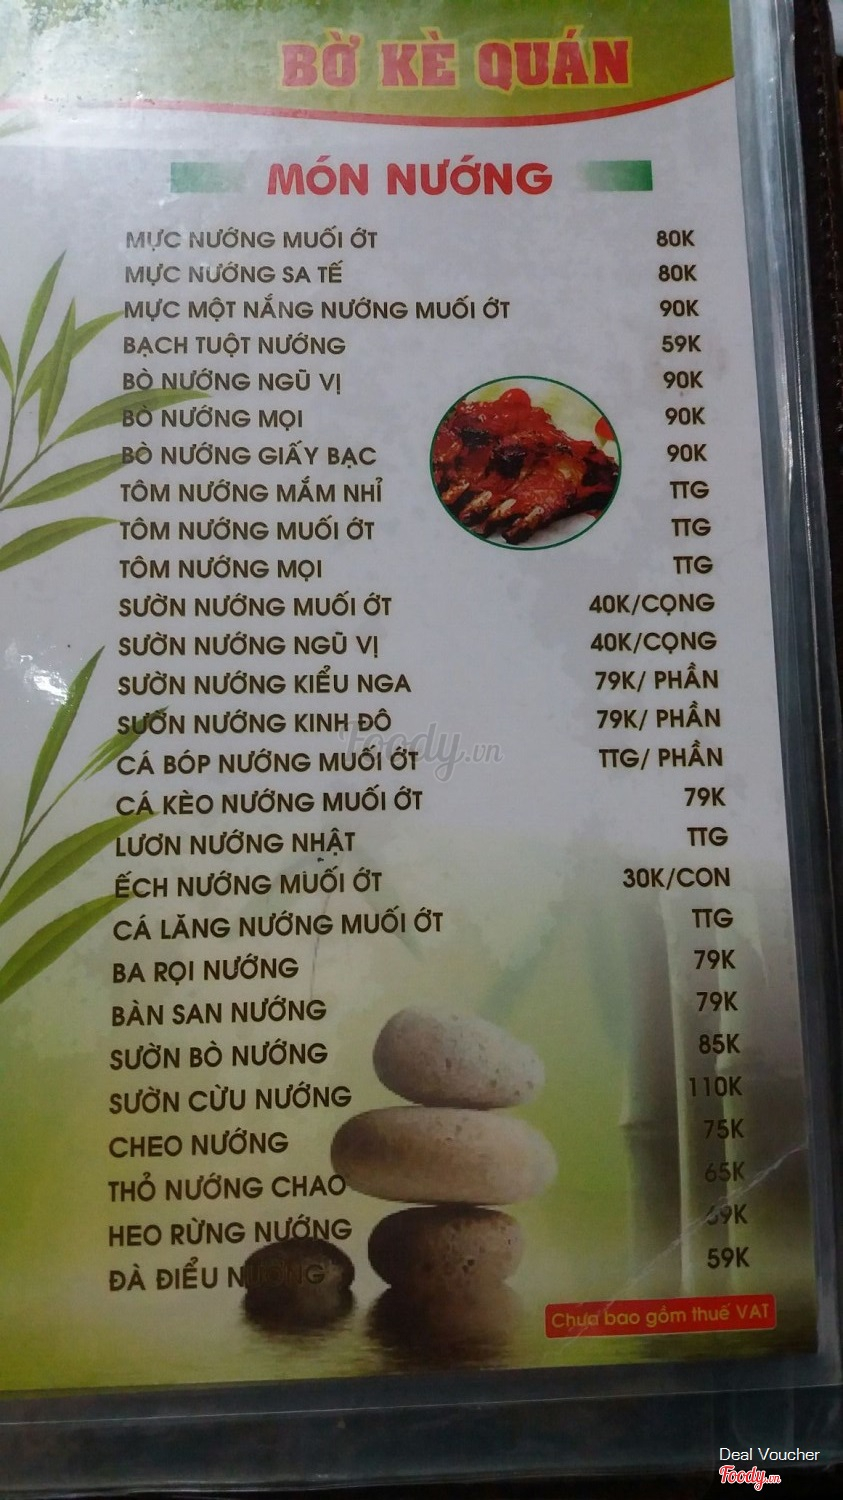 BỜ KÈ QUÁN
MÓN NƯỚNG
MỰC NƯỚNG MUỐI ỚT 80K
MỰC NƯỚNG SA TẾ 80K
MỰC MỘT NẮNG NƯỚNG MUỐI ỚT 90K
BẠCH TUỘT NƯỚNG 59K
BÒ NƯỚNG NGŨ VỊ 90K
BÒ NƯỚNG MỌI 90K
BÒ NƯỚNG GIẤY BẠC 90K
TÔM NƯỚNG MẮM NHỈ TTG
TÔM NƯỚNG MUỐI ỚT TTG
TÔM NƯỚNG MỌI TTG
SƯỜN NƯỚNG MUỐI ỚT 40K/CỌNG
SƯỜN NƯỚNG NGŨ VỊ 40K/CỌNG
SƯỜN NƯỚNG KIỂU NGA 79K/ PHẦN
SƯỜN NƯỚNG KINH ĐÔ 79K/ PHẦN
CÁ BÓP NƯỚNG MUỐI ỚT TTG/ PHẦN
CÁ KÈO NƯỚNG MUỐI ỚT 79K
LƯƠN NƯỚNG NHẬT TTG
ẾCH NƯỚNG MUỐI ỚT 30K/CON
CÁ LĂNG NƯỚNG MUỐI ỚT TTG
BA RỌI NƯỚNG 79K
BÀN SAN NƯỚNG 79K
SƯỜN BÒ NƯỚNG 85K
SƯỜN CỪU NƯỚNG 110K
CHEO NƯỚNG 75K
THỎ NƯỚNG CHAO 65K
HEO RỪNG NƯỚNG
ĐÀ ĐIỂU NƯỚNG 59K
Chưa bao gồm thuế VAT
Foody.vn
Deal Voucher
Foody.vn